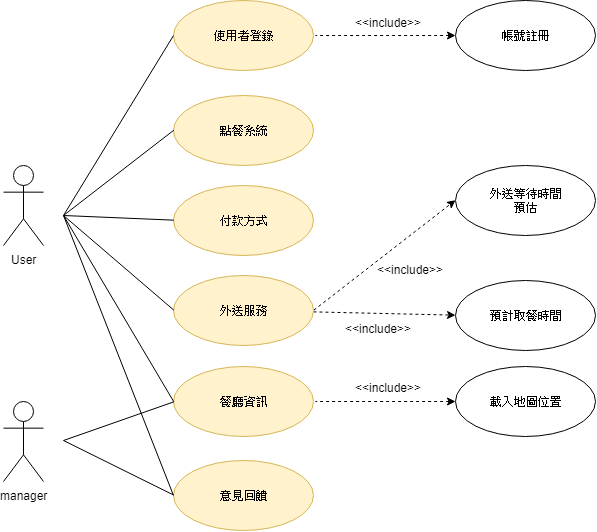 使用者登錄
<<include>>
帳號註冊
點餐系統
User
付款方式
外送等待時間
預估
<<include>>
外送服務
預計取餐時間
<<include>>
餐廳資訊
<<include>>
載入地圖位置
manager
意見回饋